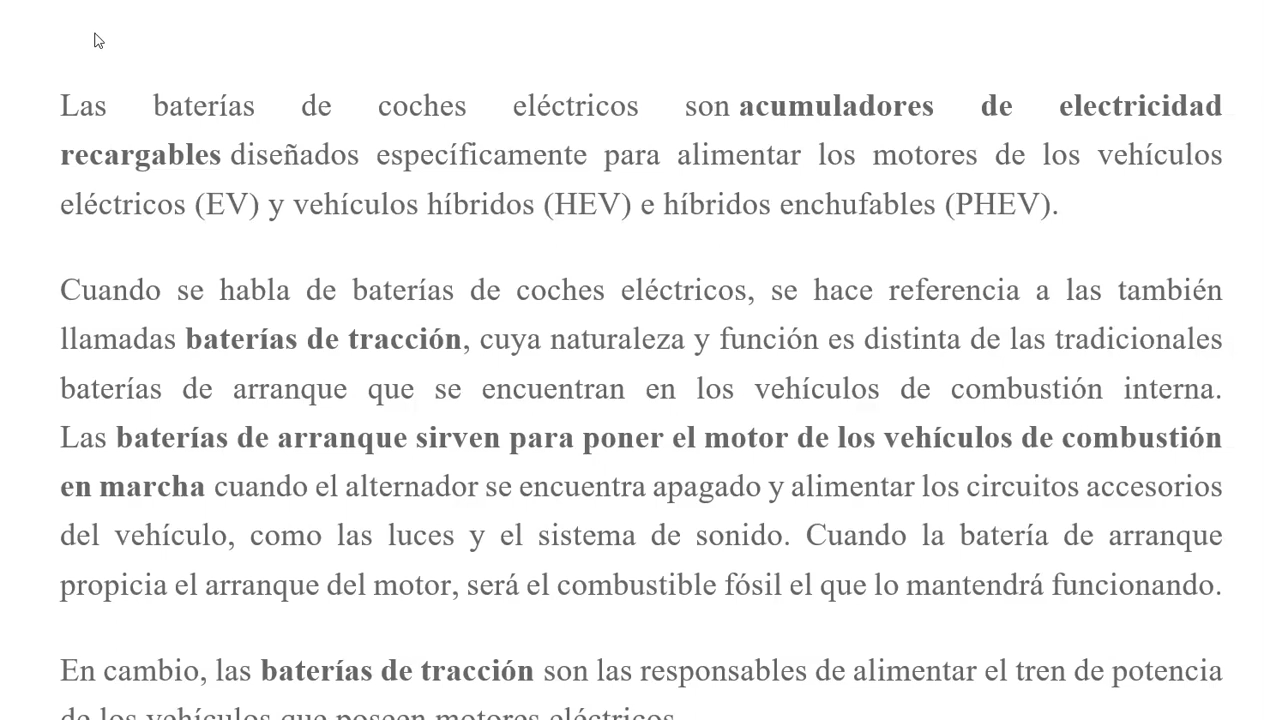 Las baterías de coches eléctricos son acumuladores de electricidad
recargables diseñados específicamente para alimentar los motores de los vehículos
eléctricos (EV) y vehículos híbridos (HEV) e híbridos enchufables (PHEV).
Cuando se habla de baterías de coches eléctricos, se hace referencia a las también
llamadas baterías de tracción, cuya naturaleza y función es distinta de las tradicionales
baterías de arranque que se encuentran en los vehículos de combustión interna.
Las baterías de arranque sirven para poner el motor de los vehículos de combustión
en marcha cuando el alternador se encuentra apagado y alimentar los circuitos accesorios
del vehículo, como las luces y el sistema de sonido. Cuando la batería de arranque
propicia el arranque del motor, será el combustible fósil el que lo mantendrá funcionando.
En cambio, las baterías de tracción son las responsables de alimentar el tren de potencia
de los vehículos que poseen motores eléctricos.